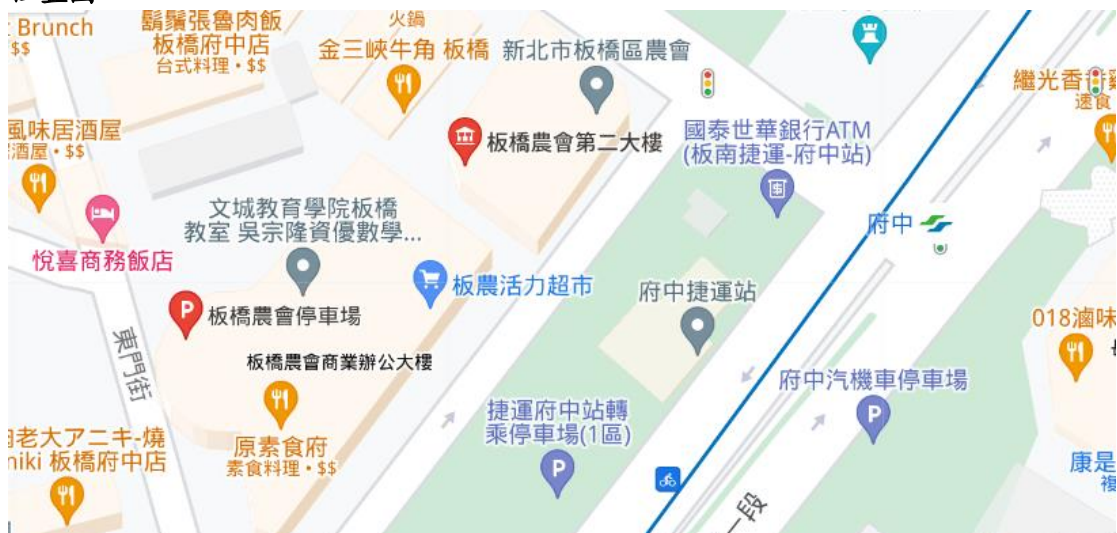 Brunch
$$
鬍鬚張魯肉飯
板橋府中店
台式料理・$$
火鍋
金三峽牛角 板橋
新北市板橋區農會
繼光香香雞
速食
風味居酒屋
酒屋・$$
板橋農會第二大樓
國泰世華銀行ATM
(板南捷運-府中站)
文城教育學院板橋
教室 吳宗隆資優數學...
府中
悅喜商務飯店
板農活力超市
府中捷運站
P
板橋農會停車場
018滷味
東門街
板橋農會商業辦公大樓
府中汽機車停車場
P
捷運府中站轉
乘停車場(1區)
P
原素食府
素食料理・$$
老大アニキ-燒
niki 板橋府中店
康是
一段